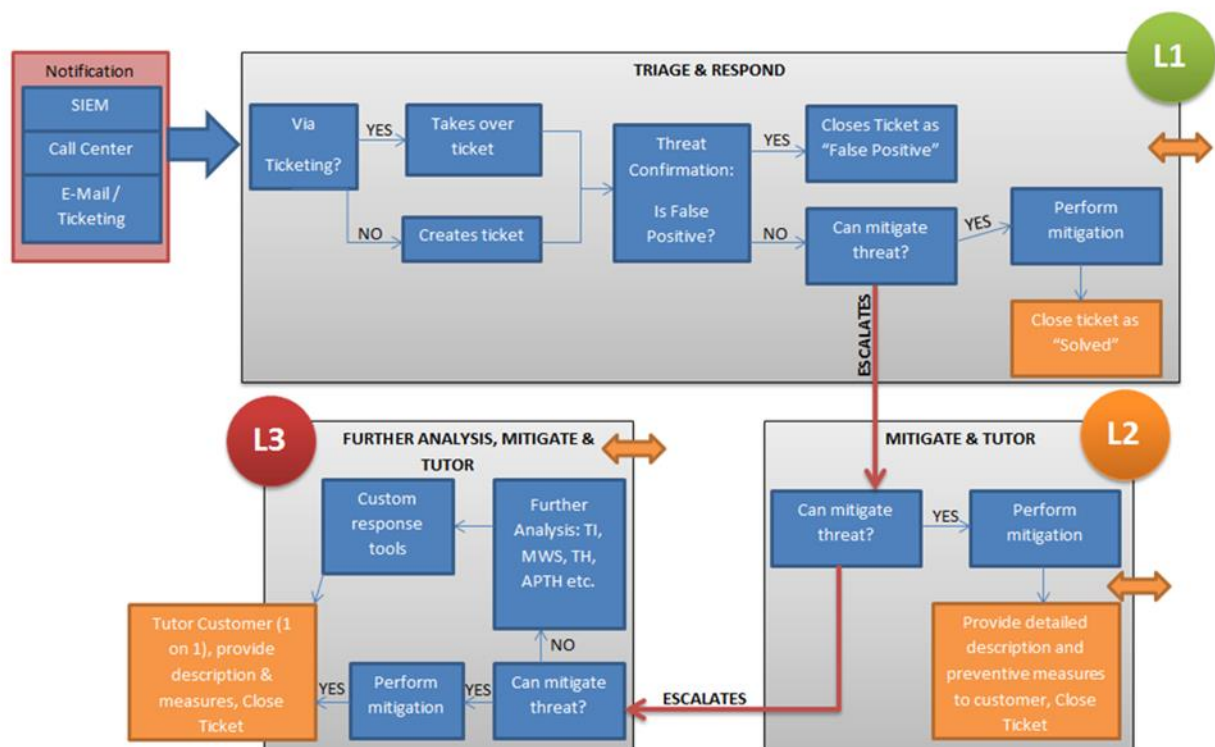 Notification
SIEM
Call Center
E-Mail /
Ticketing
L1
TRIAGE & RESPOND
Via
Ticketing?
YES
Takes over
ticket
NO
Creates ticket
Threat
Confirmation:
Is False
Positive?
YES
Closes Ticket as
“False Positive”
NO
Can mitigate
threat?
YES
Perform
mitigation
Close ticket as
“Solved”
ESCALATES
L2
MITIGATE & TUTOR
Can mitigate
threat?
YES
Perform
mitigation
Provide detailed
description and
preventive measures
to customer, Close
Ticket
ESCALATES
L3
FURTHER ANALYSIS, MITIGATE &
TUTOR
Can mitigate
threat?
NO
Further
Analysis: TI,
MWS, TH,
APTH etc.
Custom
response
tools
YES
Perform
mitigation
YES
Tutor Customer (1
on 1), provide
description &
measures, Close
Ticket